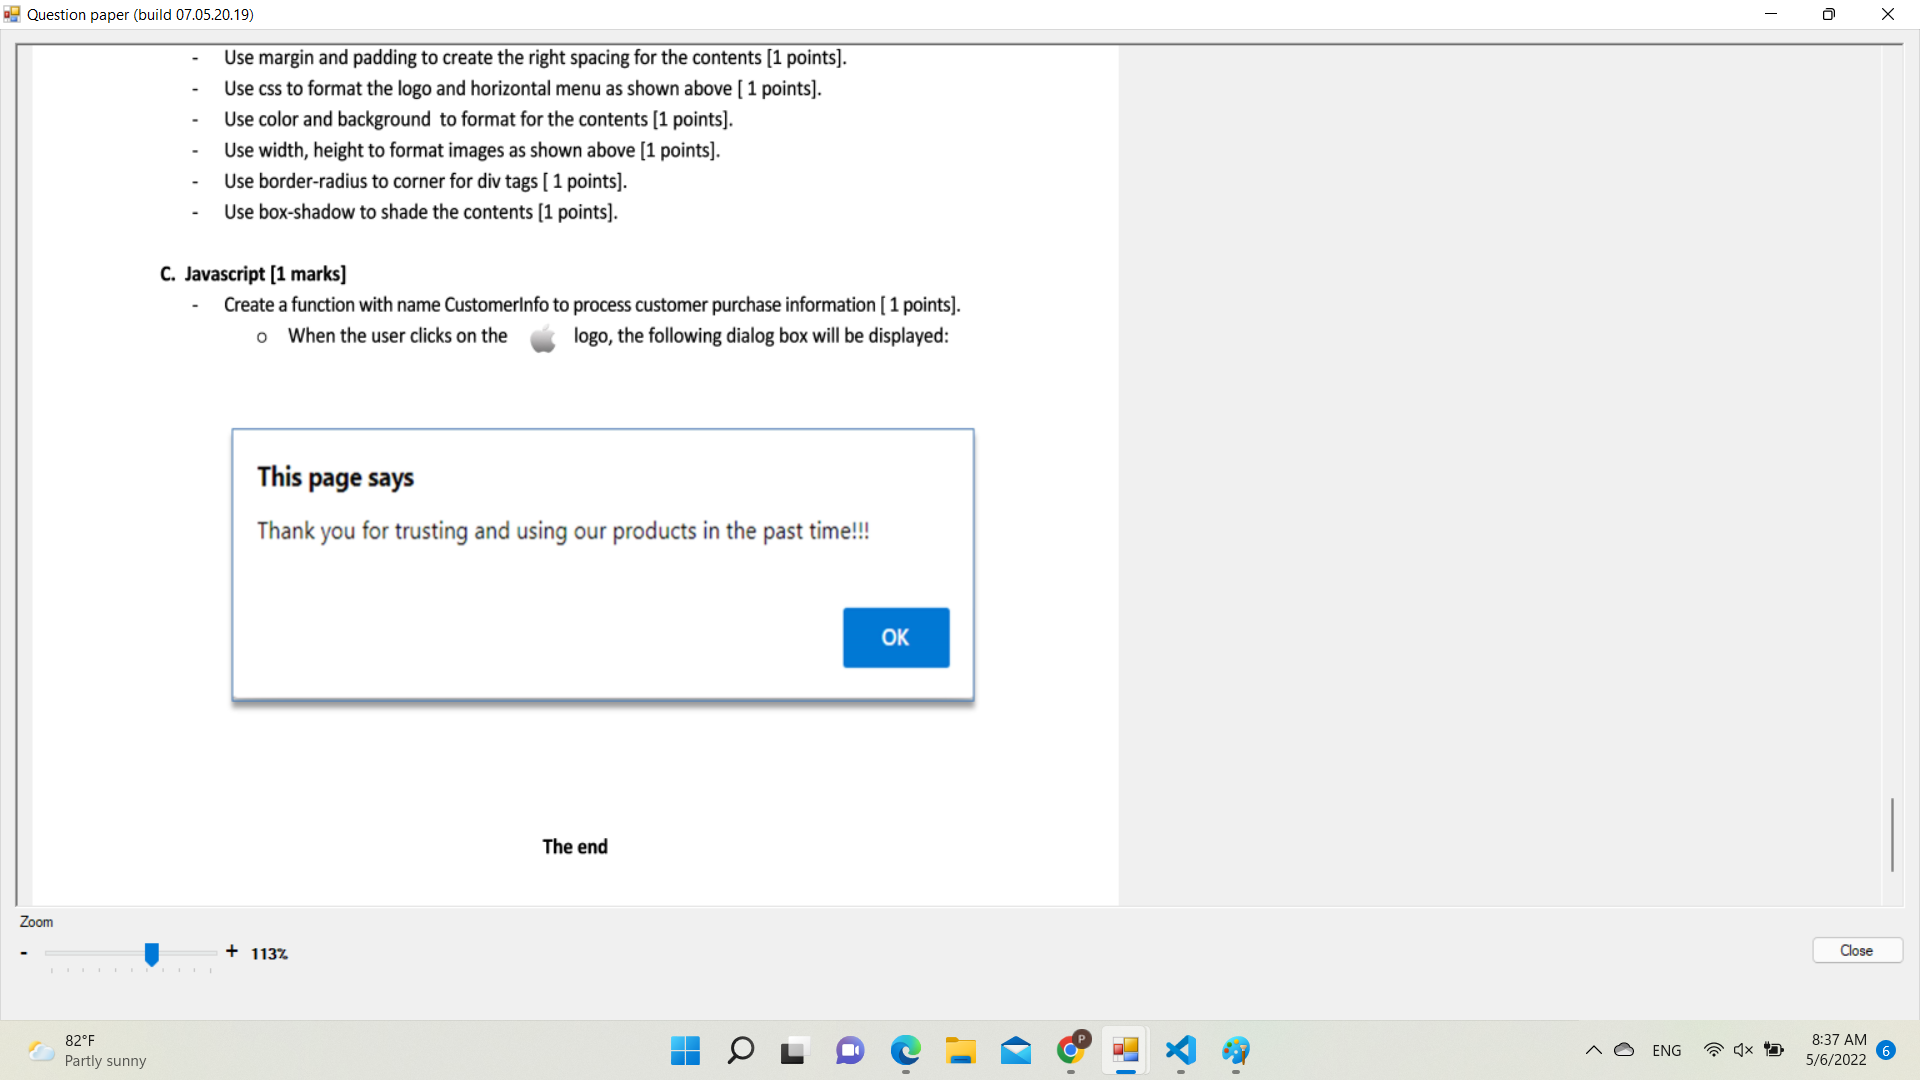 Question paper (build 07.05.20.19)
- Use margin and padding to create the right spacing for the contents [1 points].
- Use css to format the logo and horizontal menu as shown above [ 1 points].
- Use color and background  to format for the contents [1 points].
- Use width, height to format images as shown above [1 points].
- Use border-radius to corner for div tags [ 1 points].
- Use box-shadow to shade the contents [1 points].
C. Javascript [1 marks]
- Create a function with name CustomerInfo to process customer purchase information [ 1 points].
o When the user clicks on the logo, the following dialog box will be displayed:
This page says
Thank you for trusting and using our products in the past time!!!
OK
The end
Zoom
- + 113%
Close
82°F
Partly sunny
P
ENG
8:37 AM
5/6/2022
6